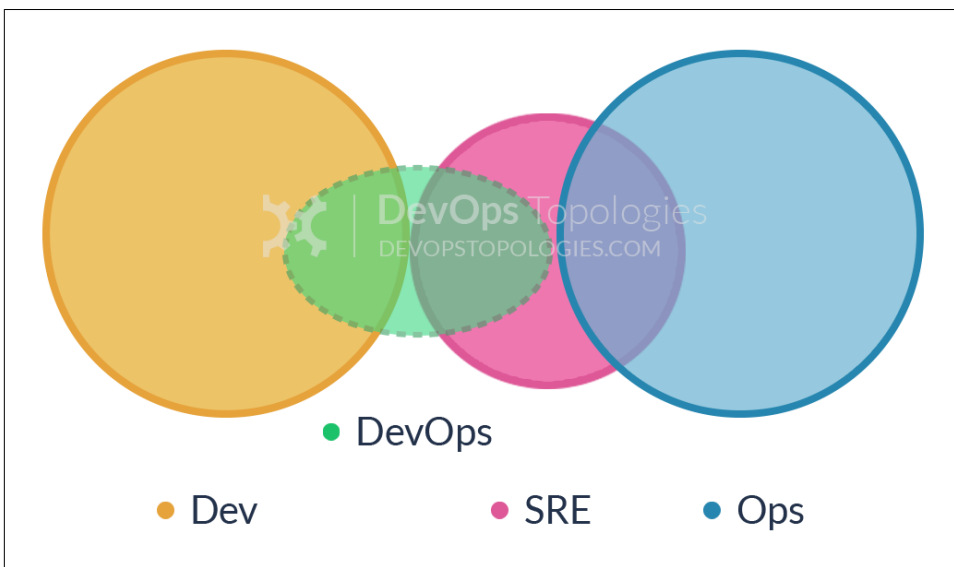 DevOps Topologies
DEVOPSTOPOLOGIES.COM
DevOps
Dev
SRE
Ops